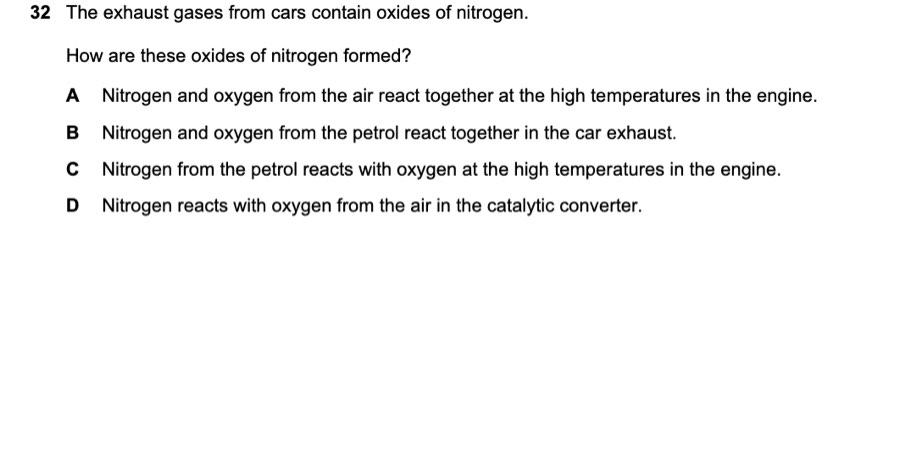 32 The exhaust gases from cars contain oxides of nitrogen.
How are these oxides of nitrogen formed?
A Nitrogen and oxygen from the air react together at the high temperatures in the engine.
B Nitrogen and oxygen from the petrol react together in the car exhaust.
C Nitrogen from the petrol reacts with oxygen at the high temperatures in the engine.
D Nitrogen reacts with oxygen from the air in the catalytic converter.